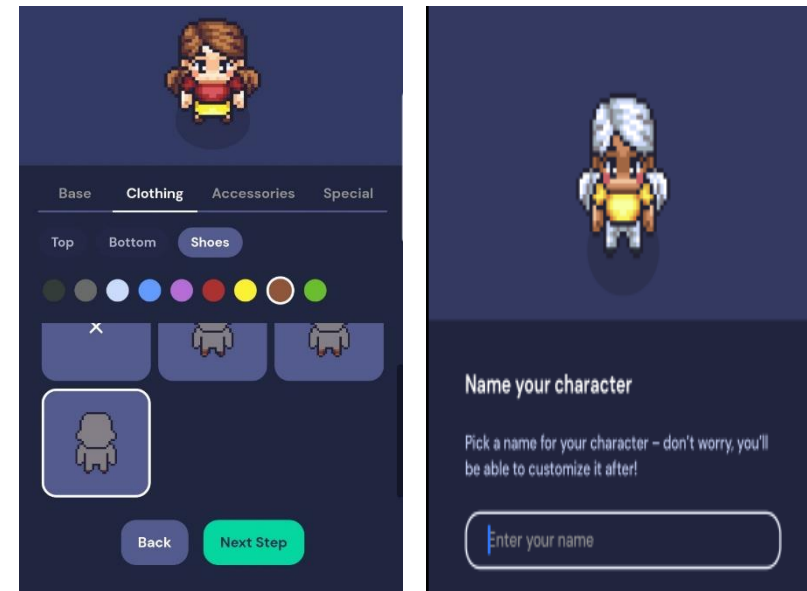 Base Clothing Accessories Special
Top Bottom Shoes
Back Next Step
Name your character
Pick a name for your character – don't worry, you'll
be able to customize it after!
Enter your name